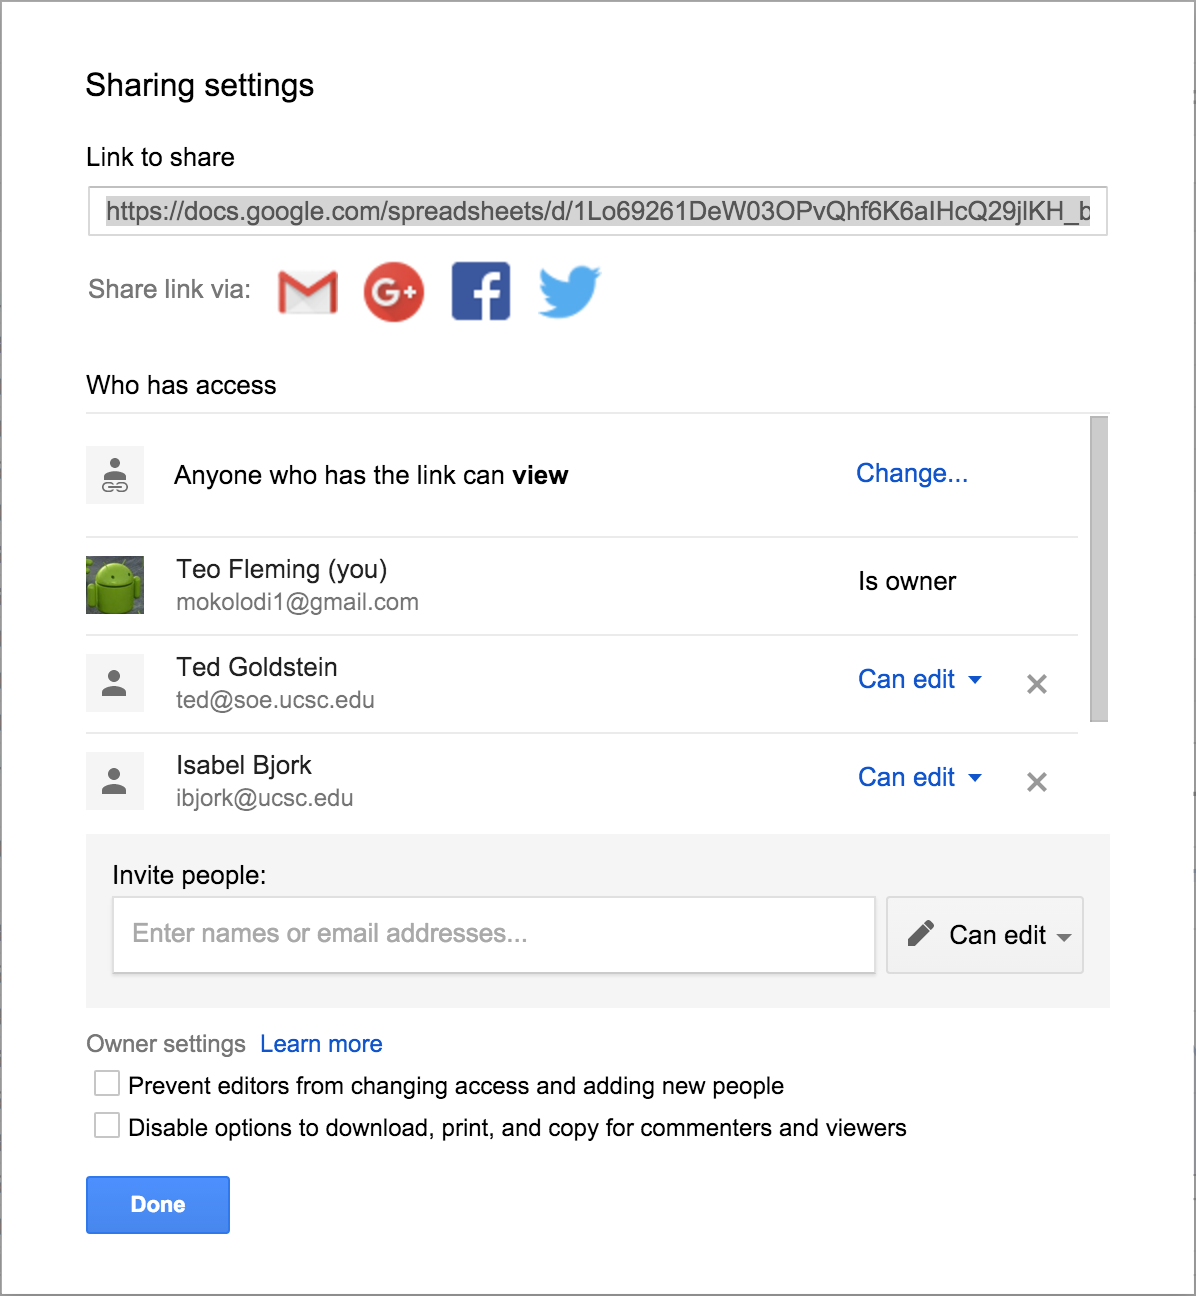 Sharing settings
Link to share
https://docs.google.com/spreadsheets/d/1Lo69261DeW03OPvQhf6K6aIHcQ29jlKH_b
Share link via:
G+
Who has access
Anyone who has the link can view
Change...
Teo Fleming (you)
mokolodi1@gmail.com
Is owner
Ted Goldstein
ted@soe.ucsc.edu
Can edit
Isabel Bjork
ibjork@ucsc.edu
Can edit
Invite people:
Enter names or email addresses...
Can edit
Owner settings Learn more
Prevent editors from changing access and adding new people
Disable options to download, print, and copy for commenters and viewers
Done